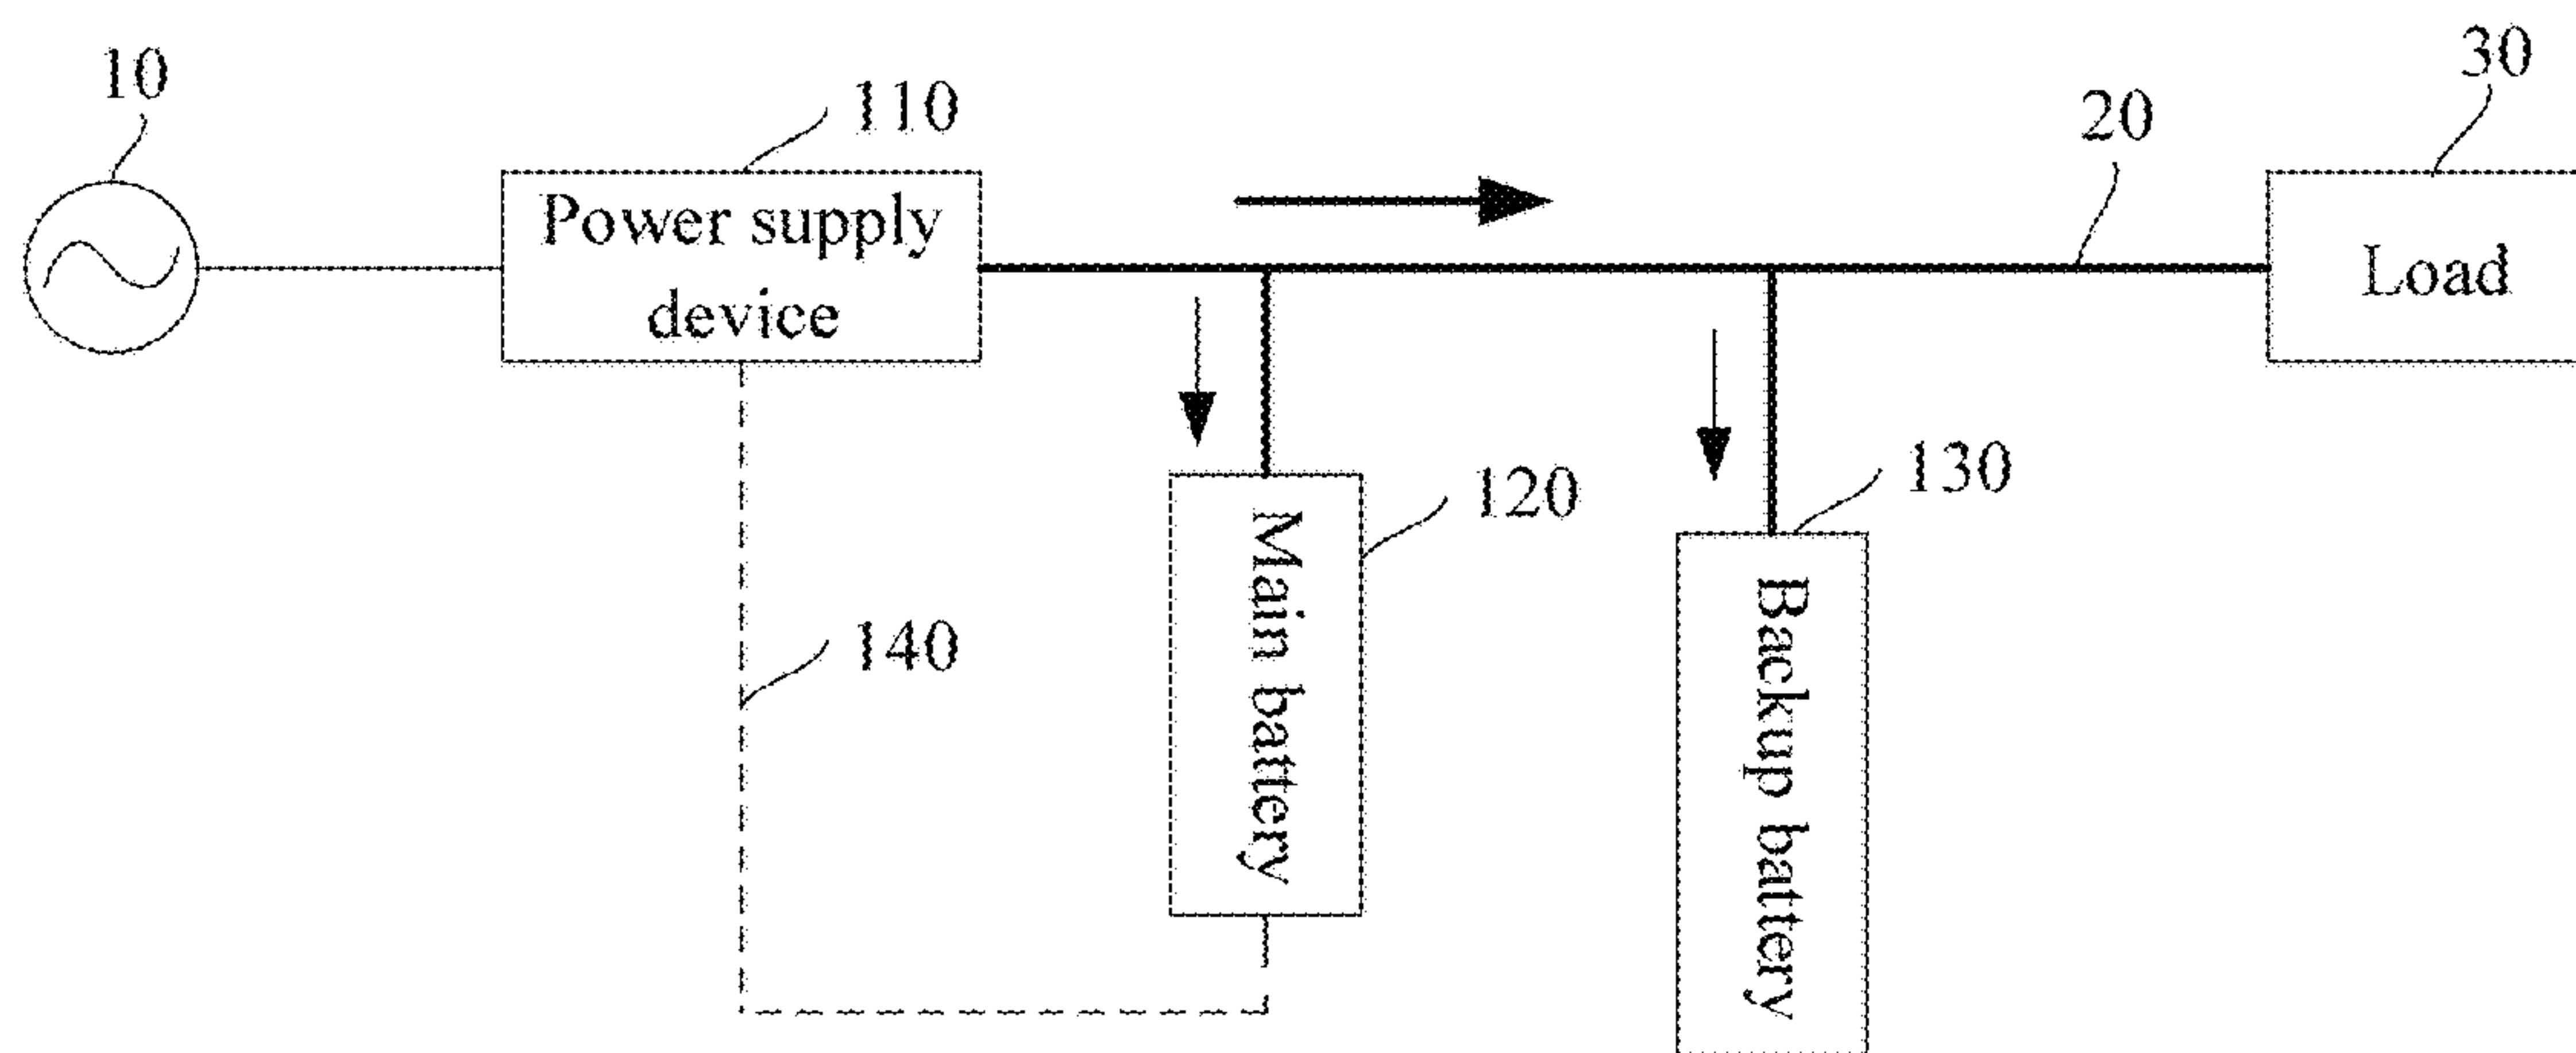 10
110
20
30
Power supply
device
Load
120
130
Main battery
Backup battery
140